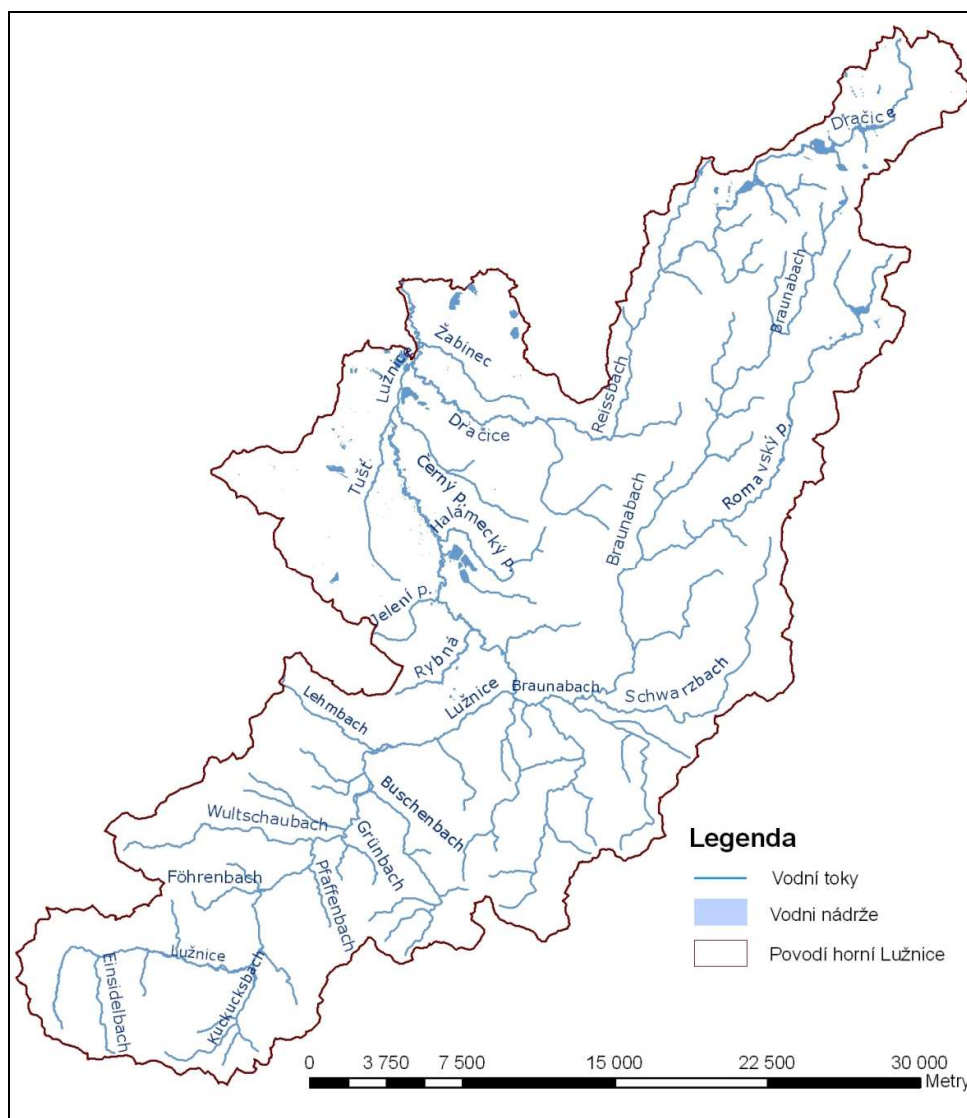 Dračice
Braunabach
Žabinec
Lužnice
Reissbach
Dračice
Tušť
Černý p.
Romavský p.
Halámecký p.
Braunabach
Jelení p.
Rybná
Lužnice
Braunabach
Schwarzbach
Lehmbach
Buschenbach
Wultschaubach
Grünbach
Pfaffenbach
Föhrenbach
Lužnice
Einsidelbach
Kuckucksbach
Legenda
Vodní toky
Vodni nádrže
Povodí horní Lužnice
0 3 750 7 500 15 000 22 500 30 000
Metry